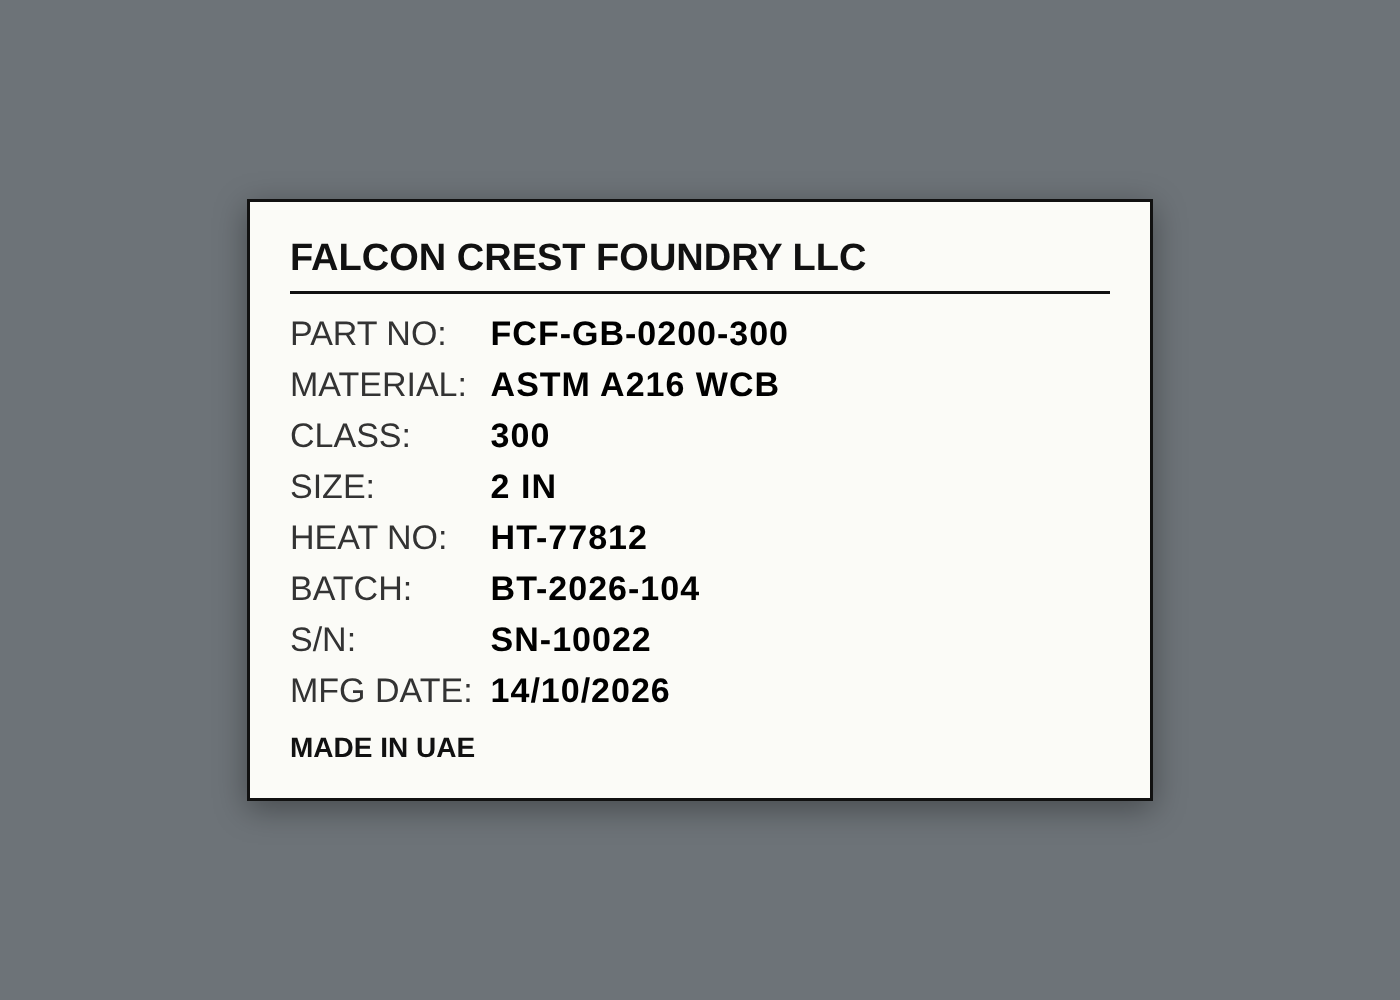 FALCON CREST FOUNDRY LLC
PART NO: FCF-GB-0200-300
MATERIAL: ASTM A216 WCB
CLASS: 300
SIZE: 2 IN
HEAT NO: HT-77812
BATCH: BT-2026-104
S/N: SN-10022
MFG DATE: 14/10/2026
MADE IN UAE